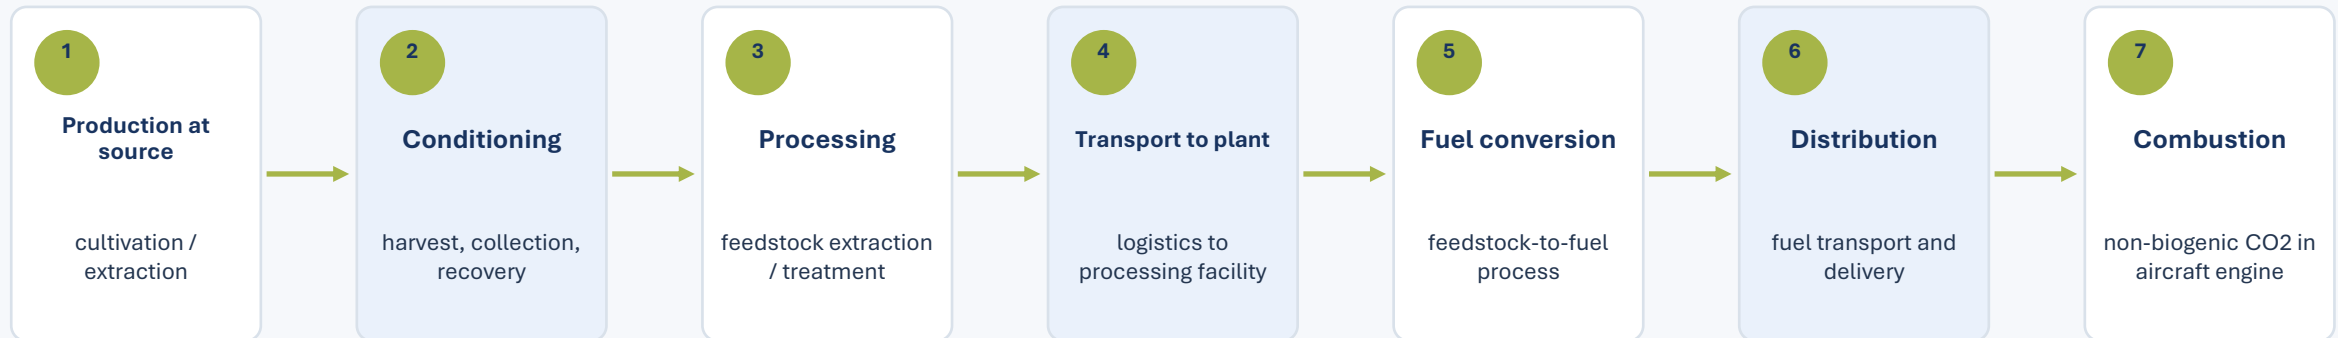 1
Production at
source
cultivation /
extraction
2
Conditioning
harvest, collection,
recovery
3
Processing
feedstock extraction
/ treatment
4
Transport to plant
logistics to
processing facility
5
Fuel conversion
feedstock-to-fuel
process
6
Distribution
fuel transport and
delivery
7
Combustion
non-biogenic CO2 in
aircraft engine